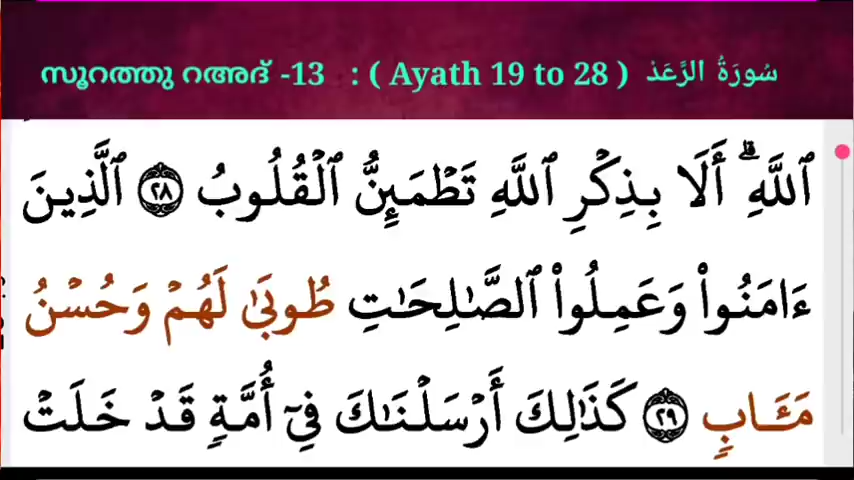 സൂറത്തു റഅദ് -13 : ( Ayath 19 to 28 ) سُورَةُ الرَّعَد
ٱللَّهِۗ أَلَا بِذِكْرِ ٱللَّهِ تَطْمَئِنُّ ٱلْقُلُوبُ ٢٨ ٱلَّذِينَ
ءَامَنُوا۟ وَعَمِلُوا۟ ٱلصَّـٰلِحَـٰتِ طُوبَىٰ لَهُمْ وَحُسْنُ
مَـَٔابٍ ٢٩ كَذَٰلِكَ أَرْسَلْنَـٰكَ فِىٓ أُمَّةٍ قَدْ خَلَتْ